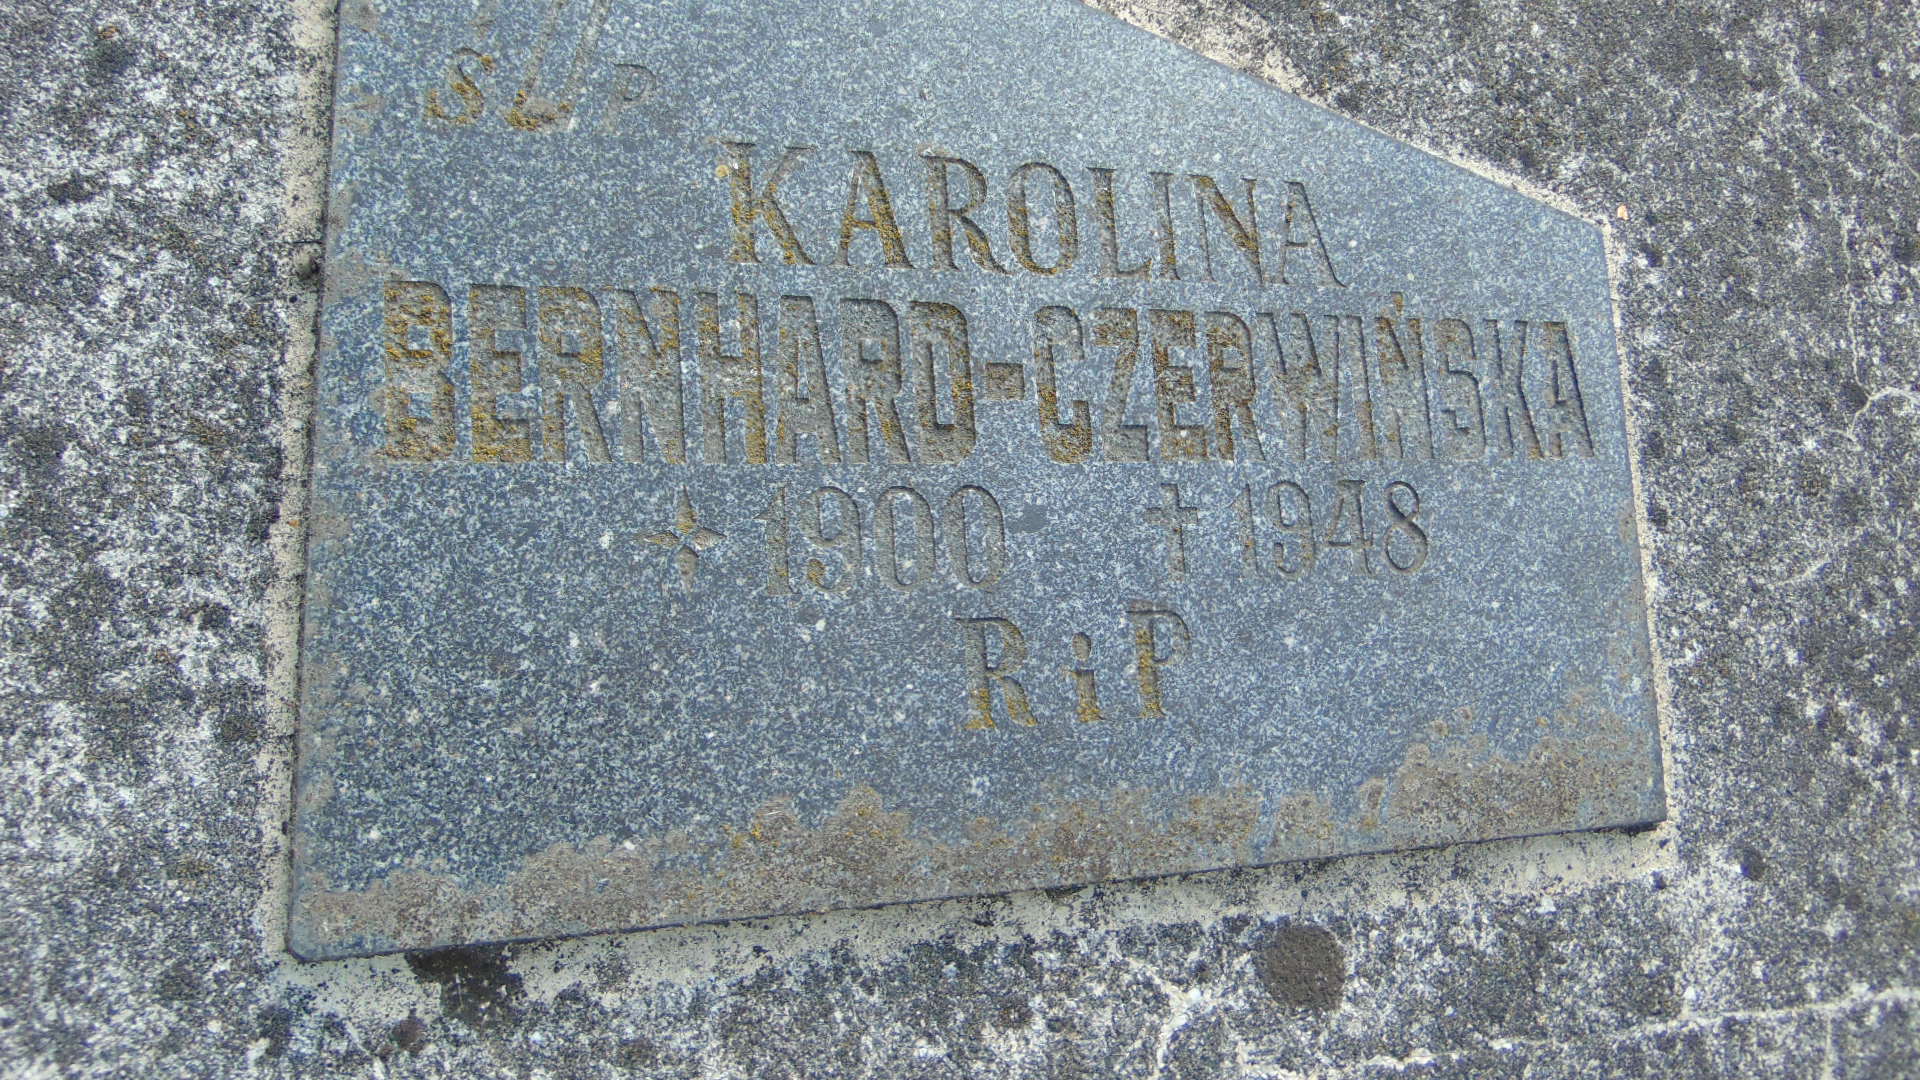 S P
KAROLINA
BERNHARD-CZERWIŃSKA
1900 † 1948
RiP